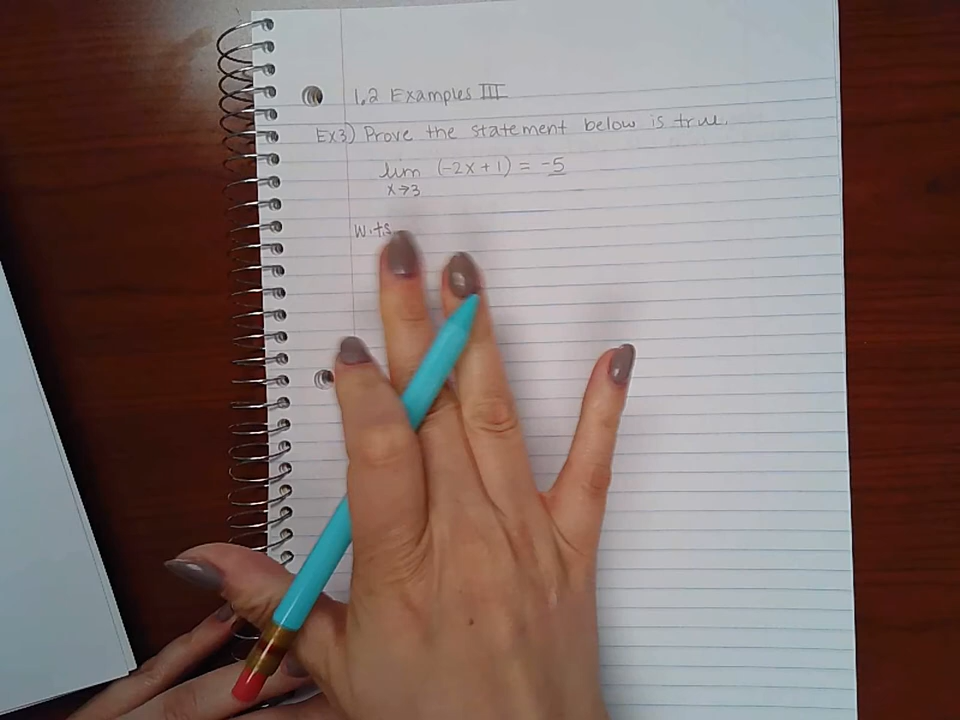 1.2 Examples III
Ex3) Prove the statement below is true.
lim (-2x+1) = -5
x→3
w.t.s